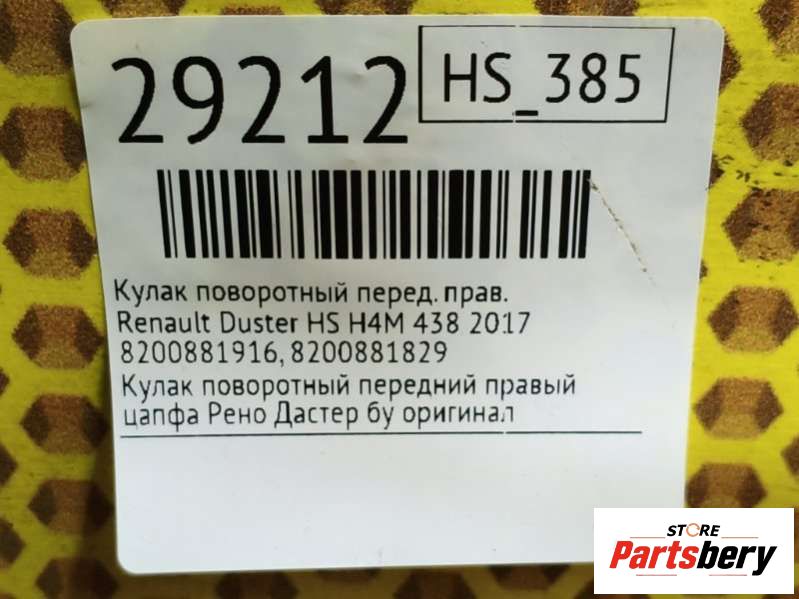 29212
HS_385
Кулак поворотный перед. прав.
Renault Duster HS H4M 438 2017
8200881916, 8200881829
Кулак поворотный передний правый
цапфа Рено Дастер бу оригинал
STORE
Partsbery